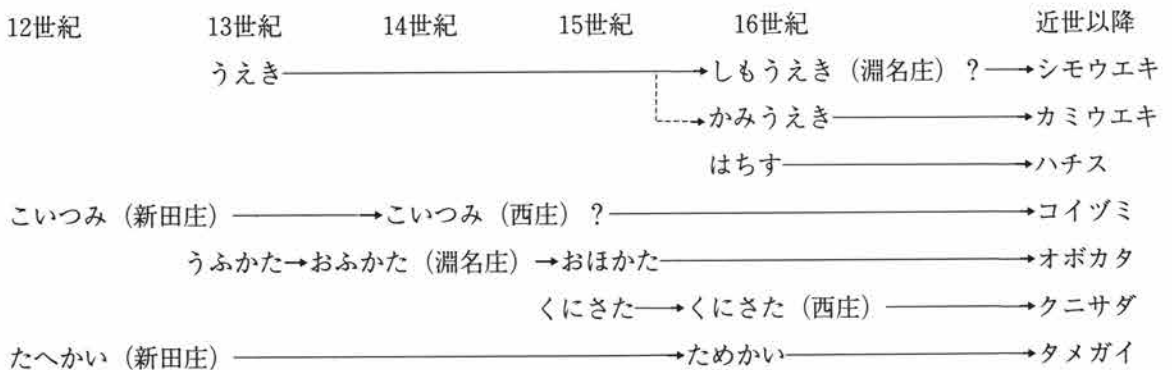 12世紀 13世紀 14世紀 15世紀 16世紀 近世以降
うえき→しもうえき（淵名庄）？→シモウエキ
→かみうえき→カミウエキ
はちす→ハチス
こいつみ（新田庄）→こいつみ（西庄）？→コイヅミ
うふかた→おふかた（淵名庄）→おほかた→オボカタ
くにさた→くにさた（西庄）→クニサダ
たへかい（新田庄）→ためかい→タメガイ